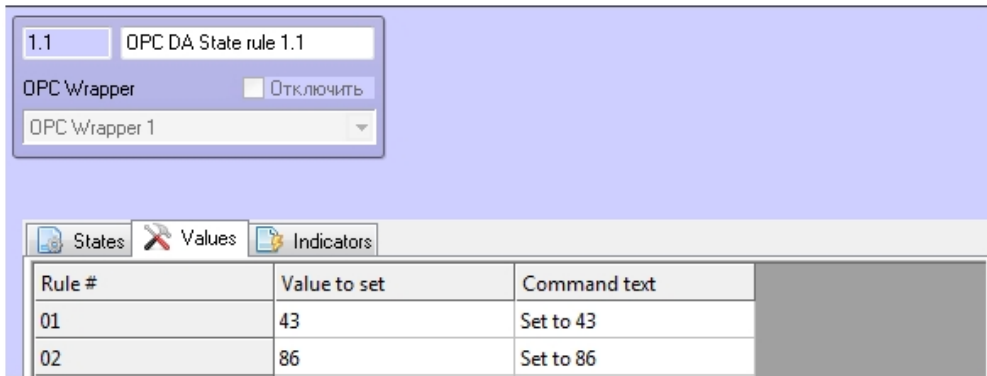 1.1 OPC DA State rule 1.1
OPC Wrapper Отключить
OPC Wrapper 1
States Values Indicators
Rule # Value to set Command text
01 43 Set to 43
02 86 Set to 86